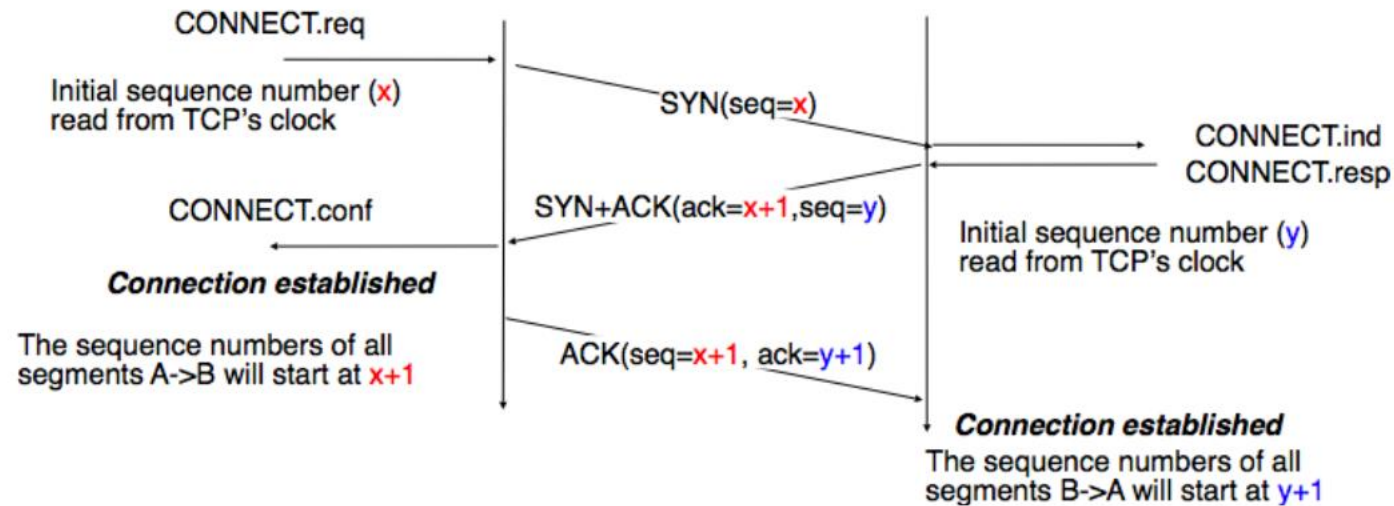 CONNECT.req
Initial sequence number (x)
read from TCP's clock
SYN(seq=x)
CONNECT.ind
CONNECT.resp
CONNECT.conf
SYN+ACK(ack=x+1,seq=y)
Initial sequence number (y)
read from TCP's clock
Connection established
The sequence numbers of all
segments A->B will start at x+1
ACK(seq=x+1, ack=y+1)
Connection established
The sequence numbers of all
segments B->A will start at y+1